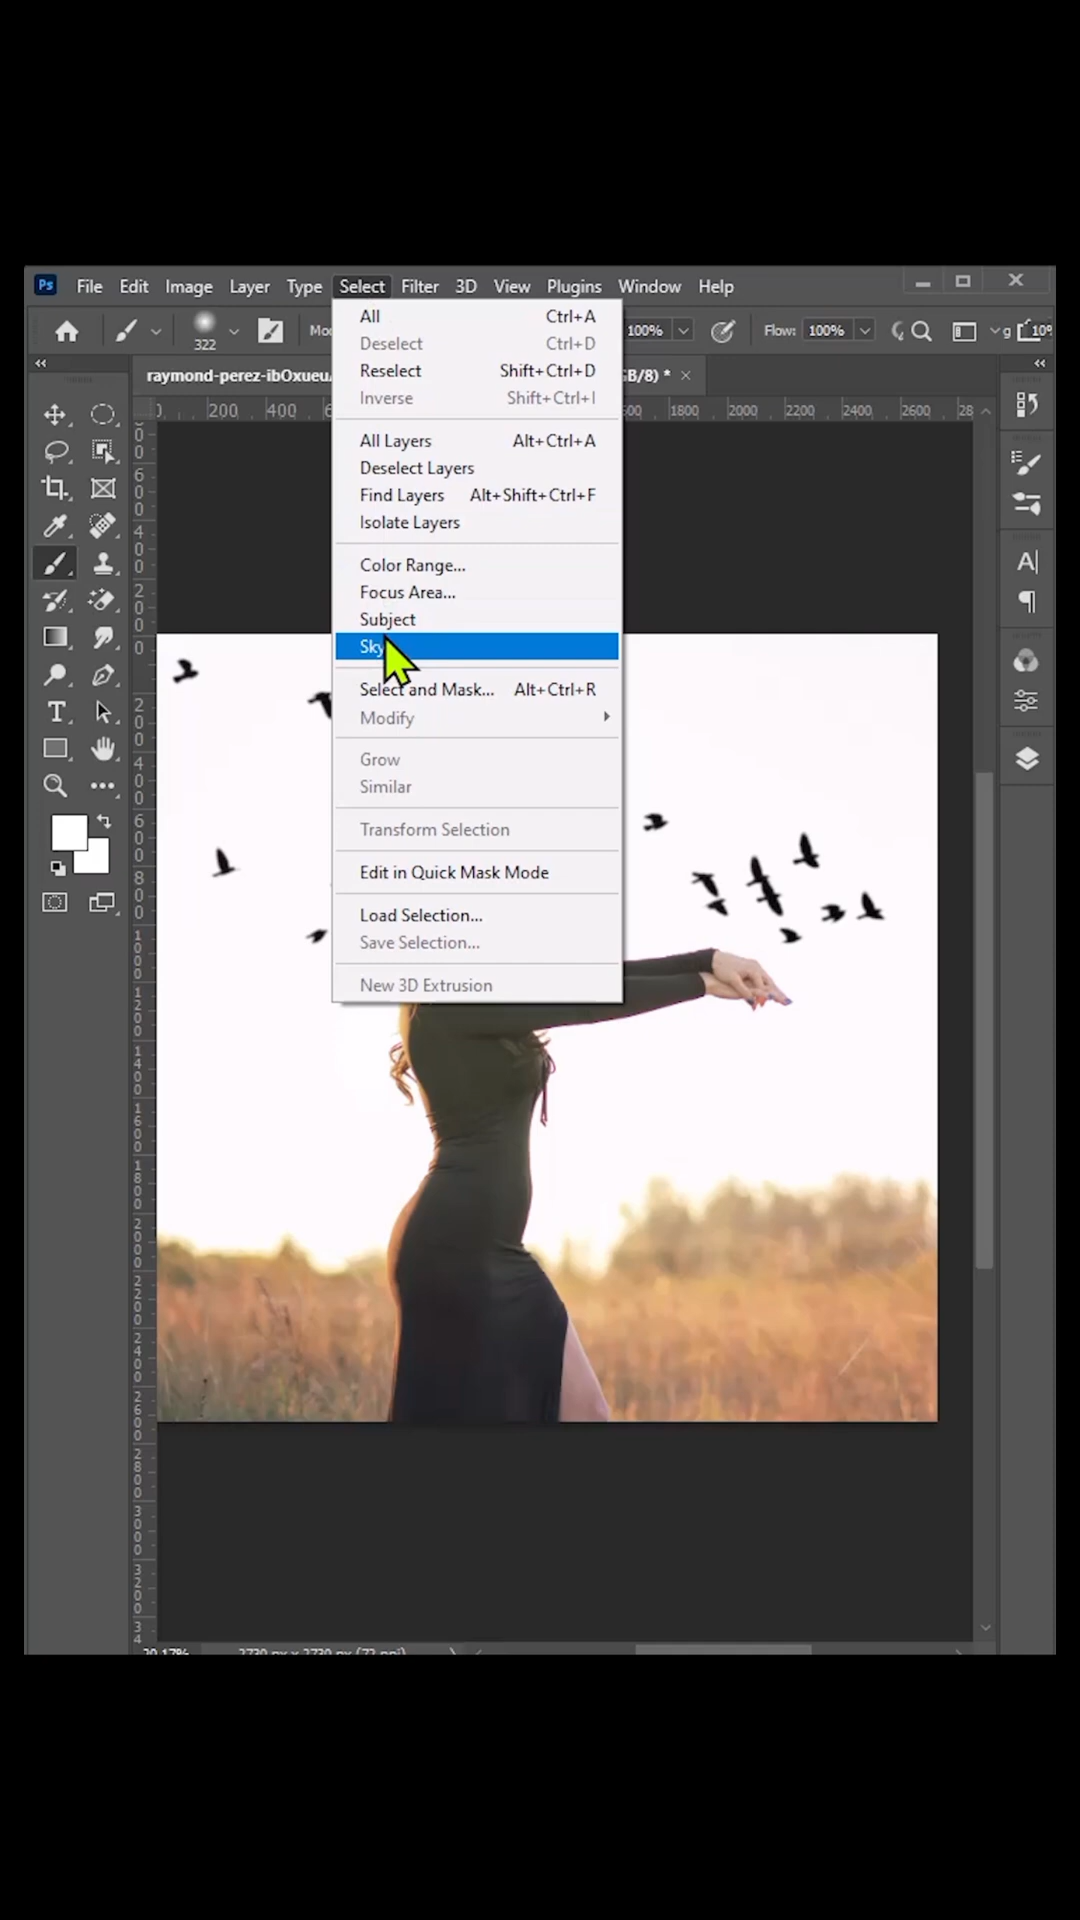 Ps File Edit Image Layer Type Select Filter 3D View Plugins Window Help
322 100% Flow: 100%
raymond-perez-ibOxueu B/8) *
200 400 1800 2000 2200 2400 2600 28
All Ctrl+A
Deselect Ctrl+D
Reselect Shift+Ctrl+D
Inverse Shift+Ctrl+I
All Layers Alt+Ctrl+A
Deselect Layers
Find Layers Alt+Shift+Ctrl+F
Isolate Layers
Color Range...
Focus Area...
Subject
Sky
Select and Mask... Alt+Ctrl+R
Modify
Grow
Similar
Transform Selection
Edit in Quick Mask Mode
Load Selection...
Save Selection...
New 3D Extrusion